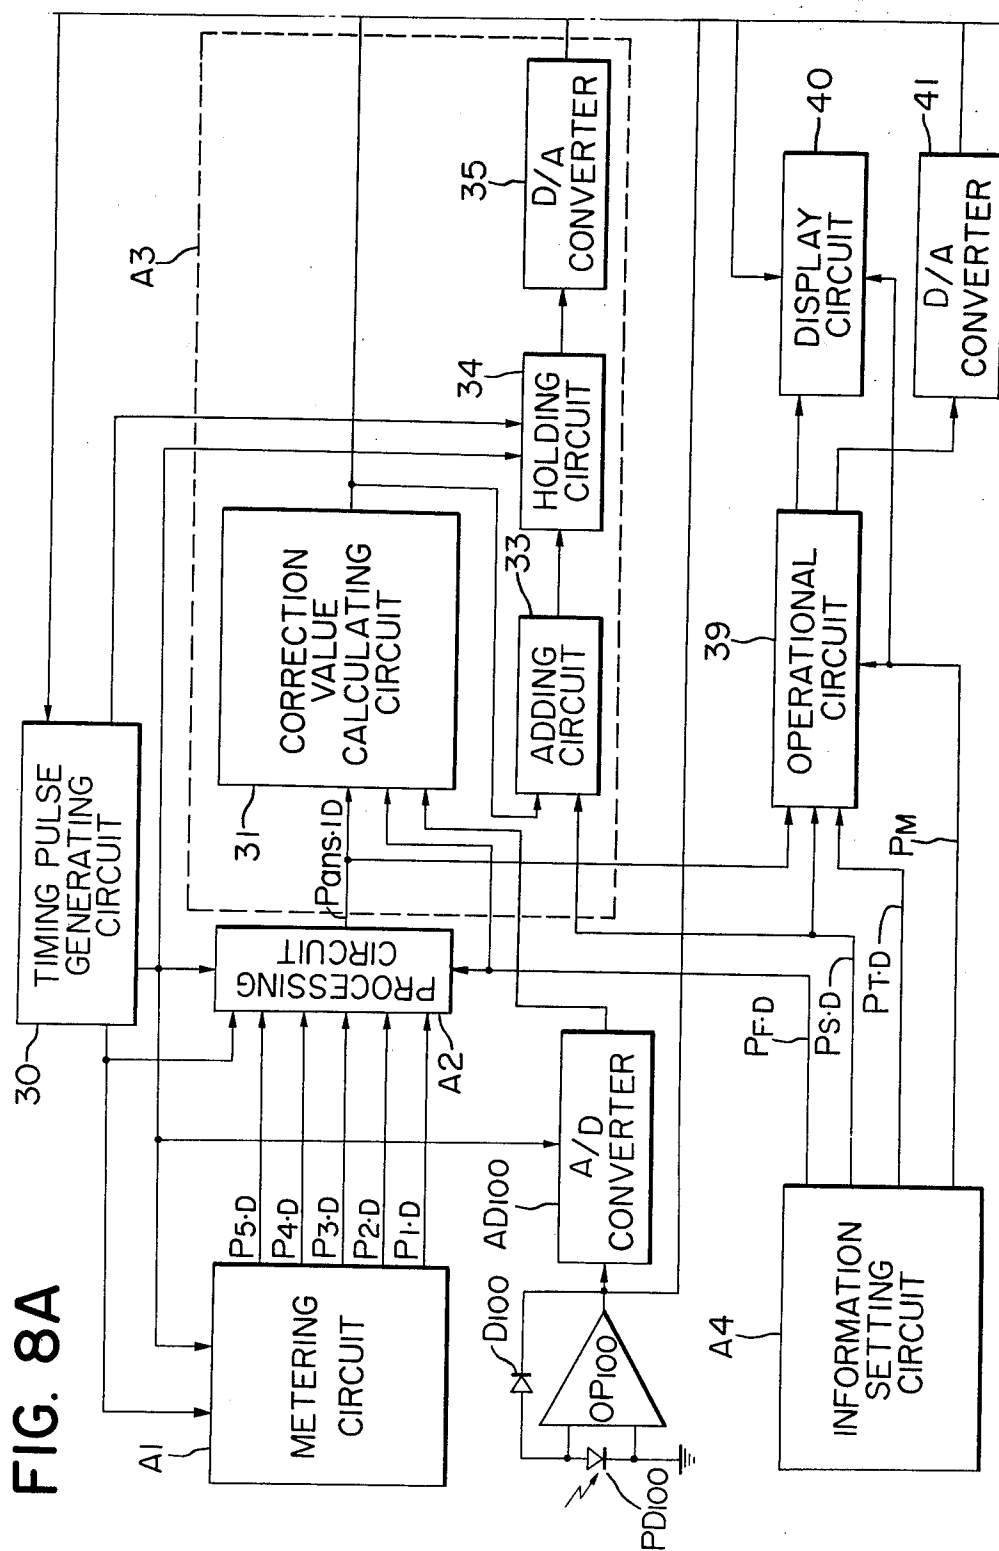 FIG. 8A
30
TIMING PULSE
GENERATING
CIRCUIT
A1
METERING
CIRCUIT
P5·D
P4·D
P3·D
P2·D
P1·D
A2
PROCESSING
CIRCUIT
Pans·1D
A3
31
CORRECTION
VALUE
CALCULATING
CIRCUIT
33
ADDING
CIRCUIT
34
HOLDING
CIRCUIT
35
D/A
CONVERTER
D100
OP100
PD100
AD100
A/D
CONVERTER
A4
INFORMATION
SETTING
CIRCUIT
PF·D
PS·D
PT·D
PM
39
OPERATIONAL
CIRCUIT
40
DISPLAY
CIRCUIT
41
D/A
CONVERTER